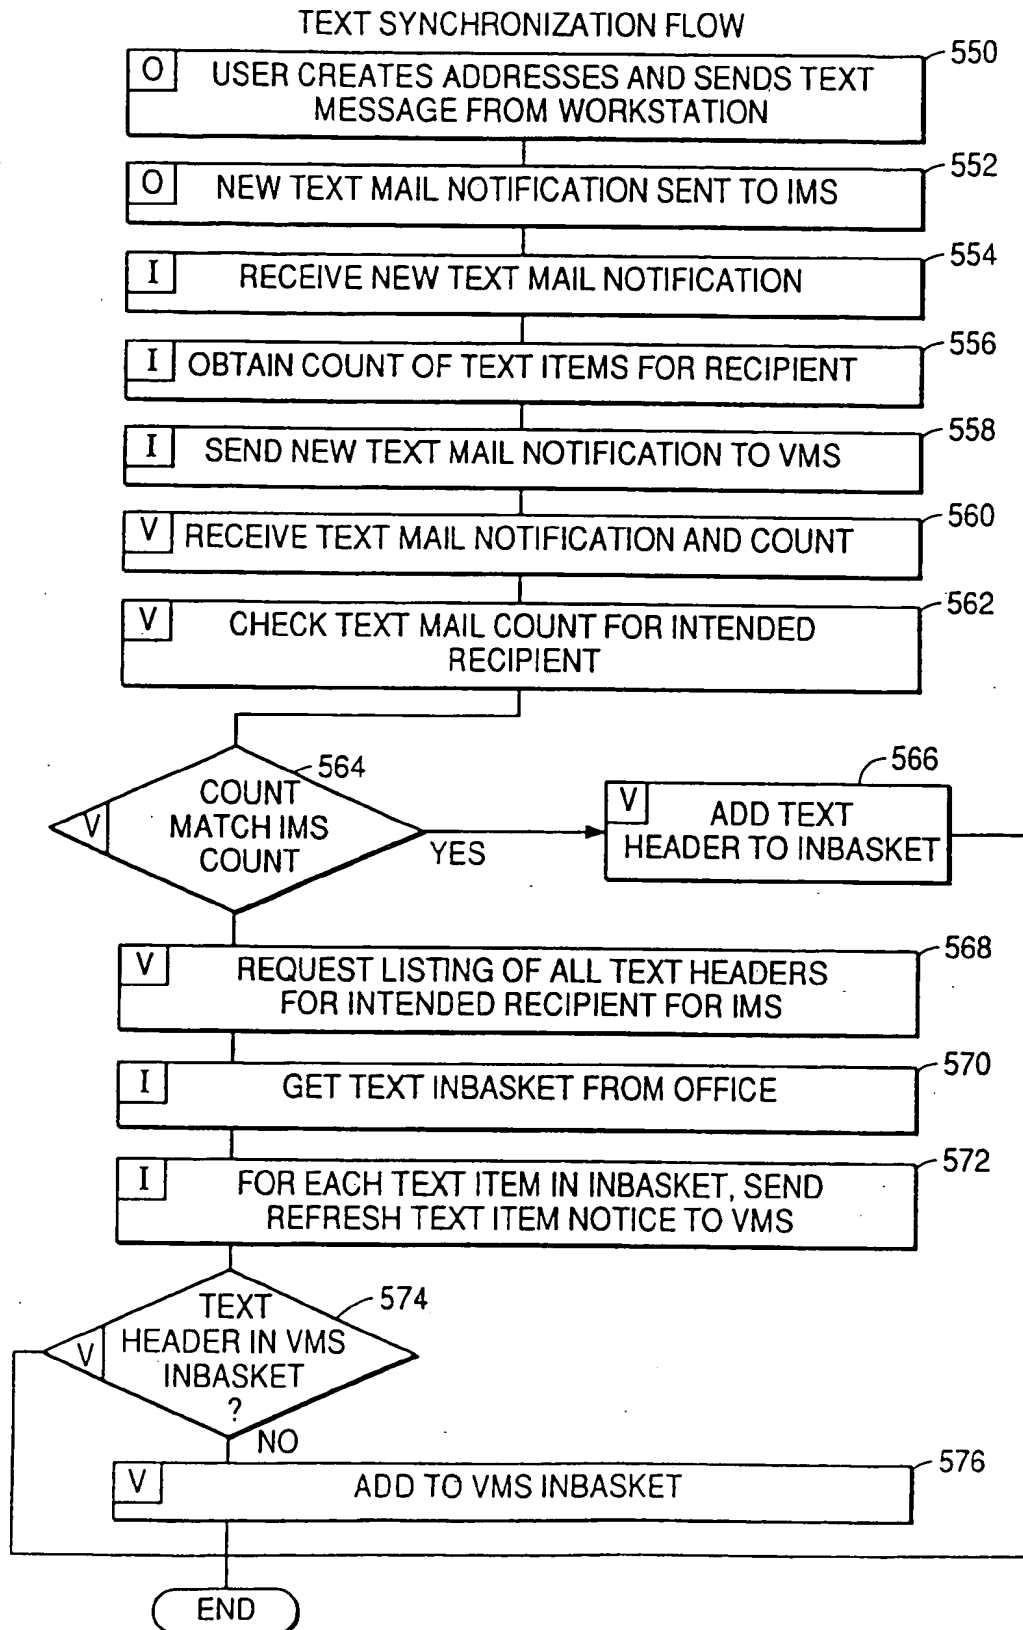 TEXT SYNCHRONIZATION FLOW
550
O USER CREATES ADDRESSES AND SENDS TEXT
MESSAGE FROM WORKSTATION
552
O NEW TEXT MAIL NOTIFICATION SENT TO IMS
554
I RECEIVE NEW TEXT MAIL NOTIFICATION
556
I OBTAIN COUNT OF TEXT ITEMS FOR RECIPIENT
558
I SEND NEW TEXT MAIL NOTIFICATION TO VMS
560
V RECEIVE TEXT MAIL NOTIFICATION AND COUNT
562
V CHECK TEXT MAIL COUNT FOR INTENDED
RECIPIENT
564
COUNT
V MATCH IMS
COUNT
YES
566
V ADD TEXT
HEADER TO INBASKET
568
V REQUEST LISTING OF ALL TEXT HEADERS
FOR INTENDED RECIPIENT FOR IMS
570
I GET TEXT INBASKET FROM OFFICE
572
I FOR EACH TEXT ITEM IN INBASKET, SEND
REFRESH TEXT ITEM NOTICE TO VMS
574
TEXT
V HEADER IN VMS
INBASKET
?
NO
576
V ADD TO VMS INBASKET
END